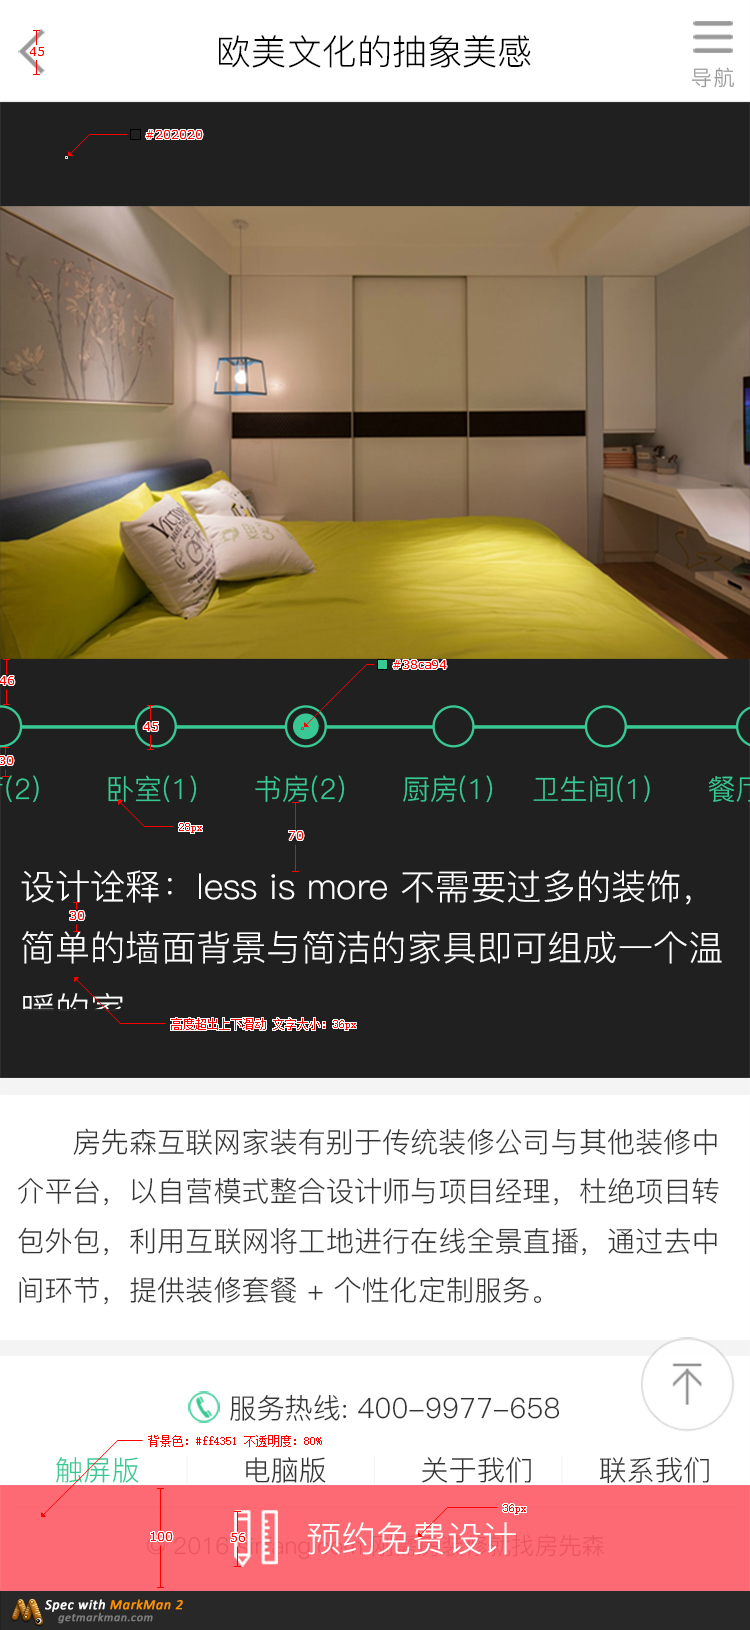 45
欧美文化的抽象美感
导航
#202020
#38ca94
46
45
30
(2)
卧室(1)
书房(2)
厨房(1)
卫生间(1)
餐厅
28px
70
设计诠释：less is more 不需要过多的装饰，
30
简单的墙面背景与简洁的家具即可组成一个温
暖的家
高度超出上下滑动 文字大小：36px
房先森互联网家装有别于传统装修公司与其他装修中
介平台，以自营模式整合设计师与项目经理，杜绝项目转
包外包，利用互联网将工地进行在线全景直播，通过去中
间环节，提供装修套餐 + 个性化定制服务。
服务热线: 400-9977-658
背景色：#ff4351 不透明度：80%
触屏版
电脑版
关于我们
联系我们
36px
100
56
预约免费设计
© 2016
找房先森
Spec with MarkMan 2
getmarkman.com